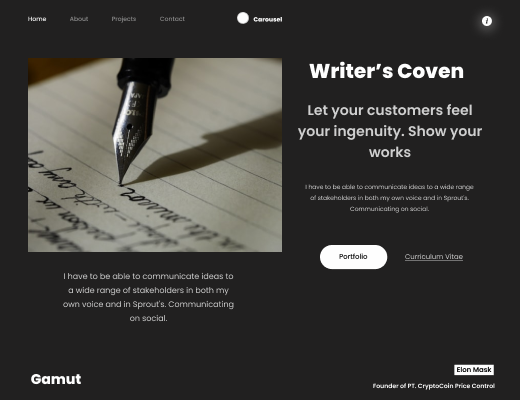 Home
About
Projects
Contact
Carousel
i
Writer's Coven
Let your customers feel
your ingenuity. Show your
works
I have to be able to communicate ideas to a wide range
of stakeholders in both my own voice and in Sprout's.
Communicating on social.
Portfolio
Curriculum Vitae
I have to be able to communicate ideas to
a wide range of stakeholders in both my
own voice and in Sprout's. Communicating
on social.
Gamut
Elon Mask
Founder of PT. CryptoCoin Price Control